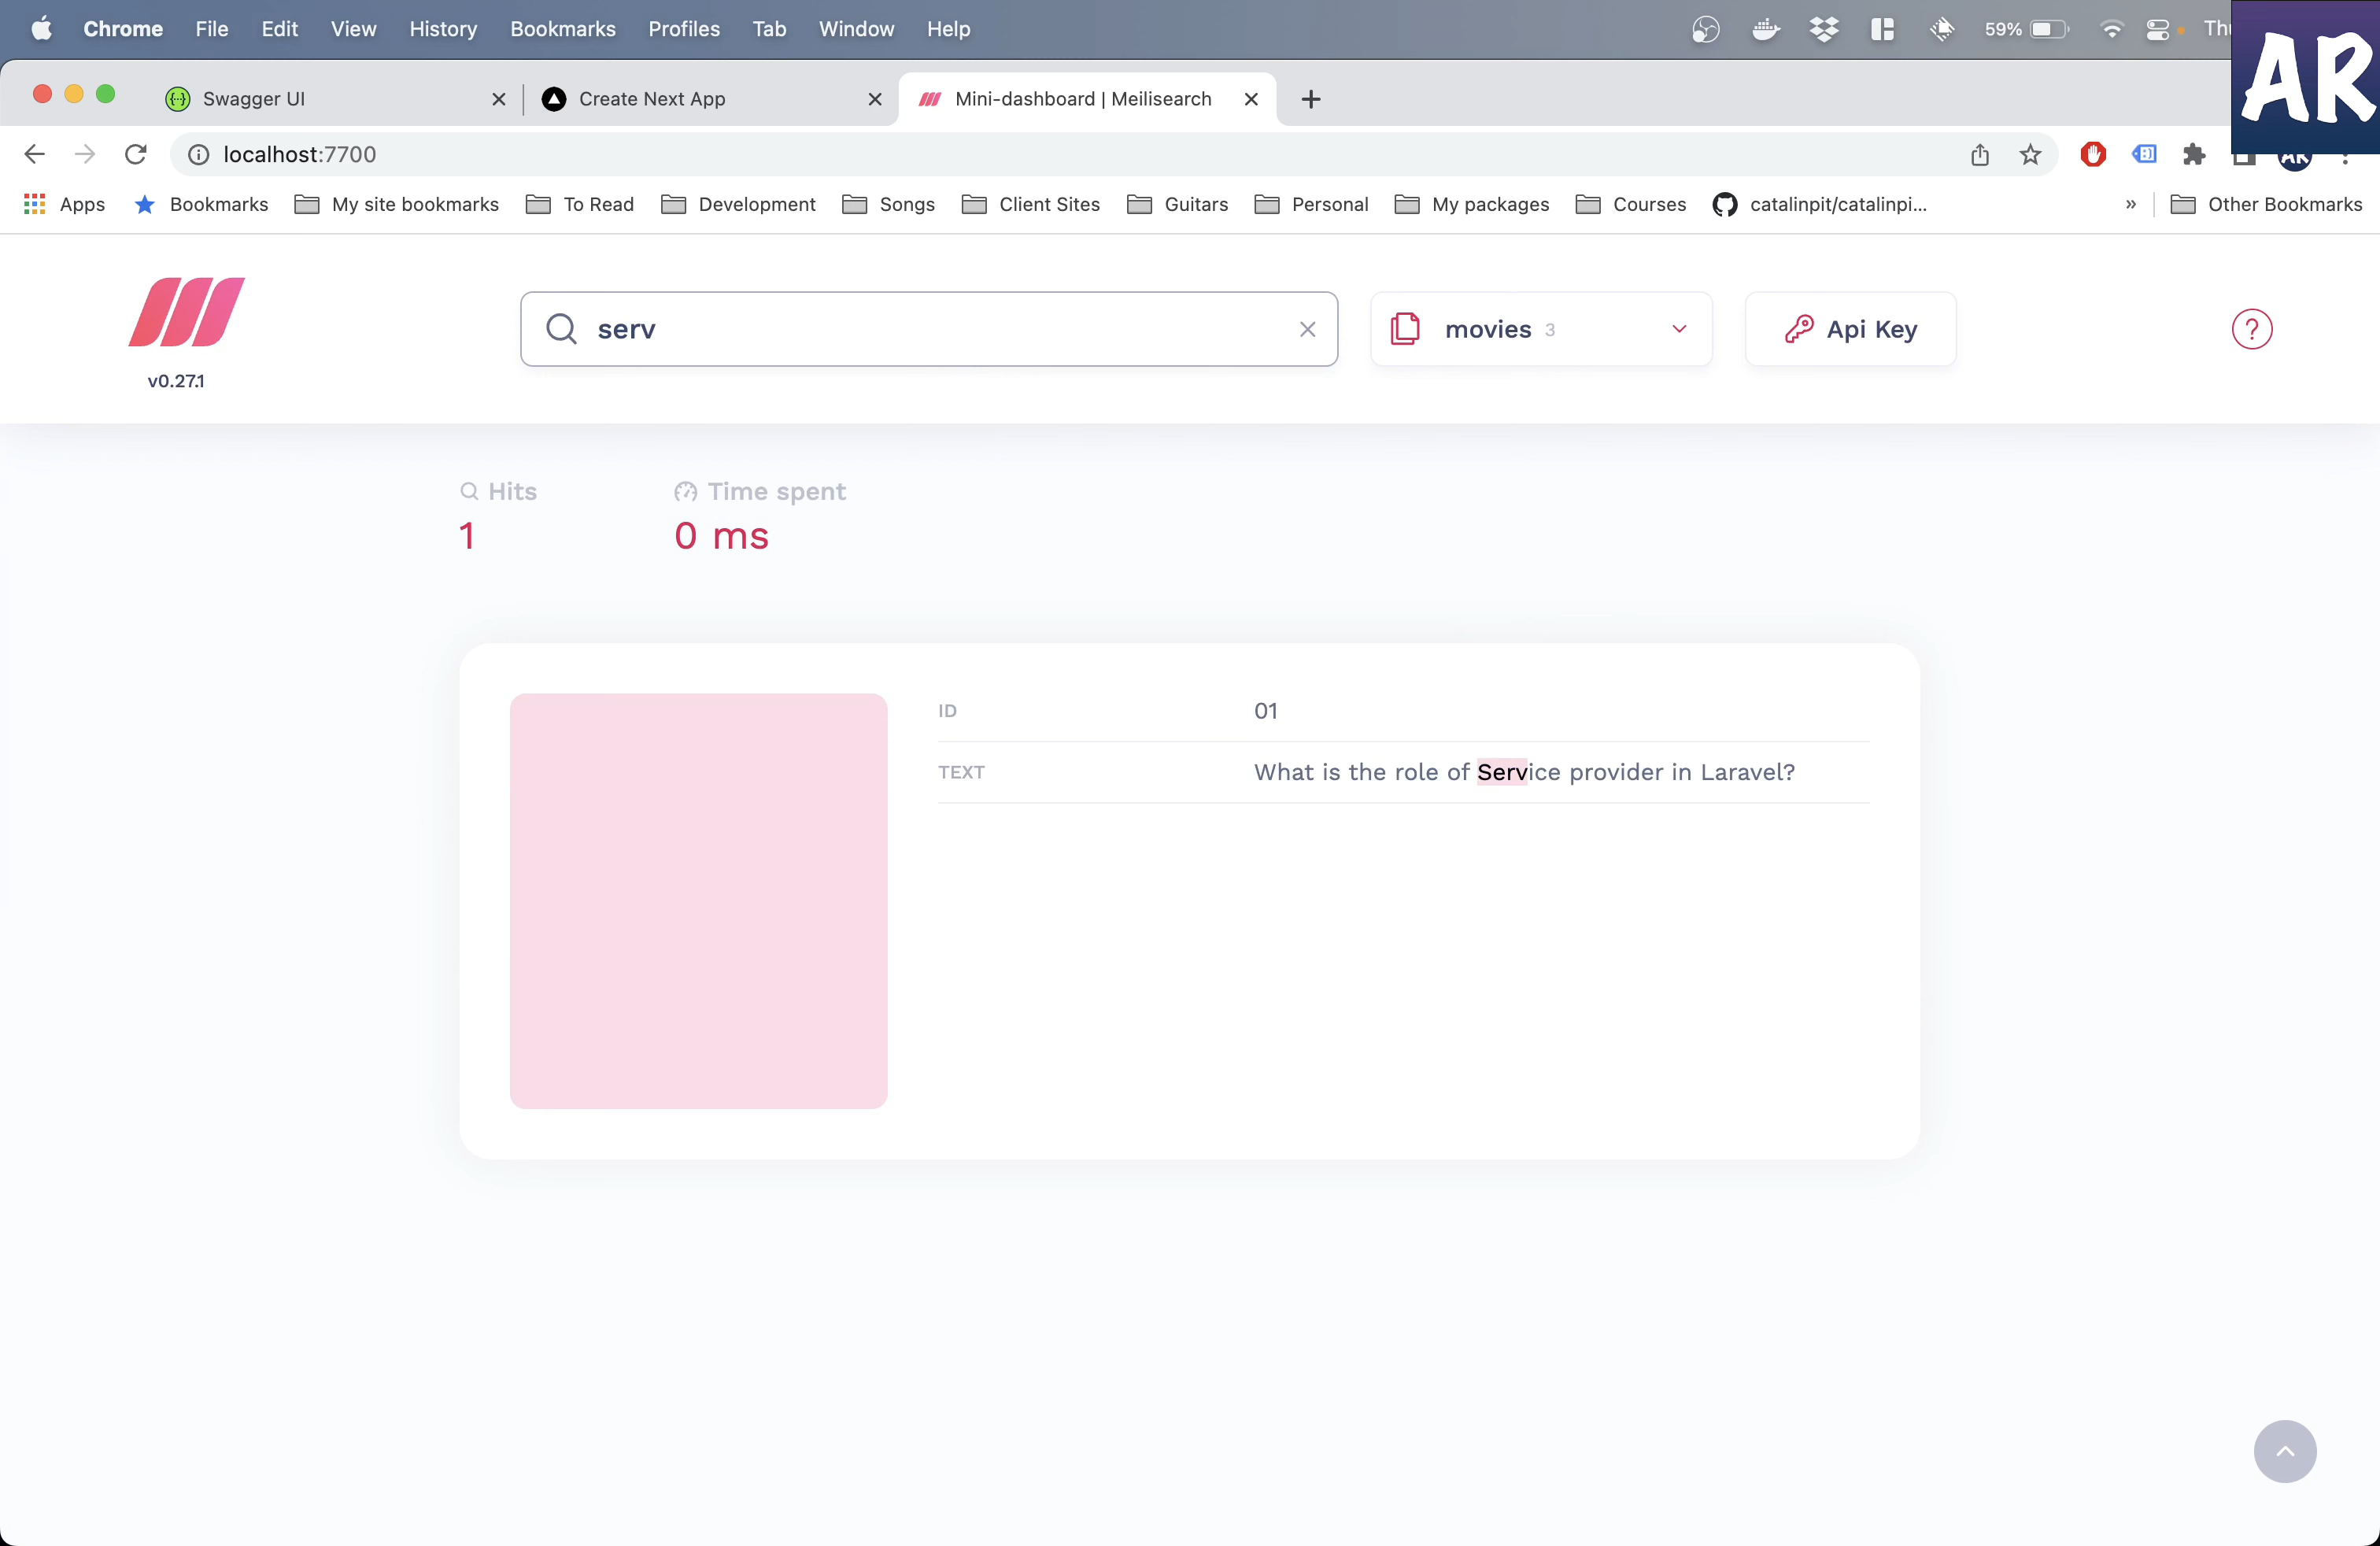 Chrome File Edit View History Bookmarks Profiles Tab Window Help 59% Thu
AR
Swagger UI Create Next App Mini-dashboard | Meilisearch
localhost:7700
AR
Apps Bookmarks My site bookmarks To Read Development Songs Client Sites Guitars Personal My packages Courses catalinpit/catalinpi... » Other Bookmarks
serv movies 3 Api Key ?
v0.27.1
Hits Time spent
1 0 ms
ID 01
TEXT What is the role of Service provider in Laravel?